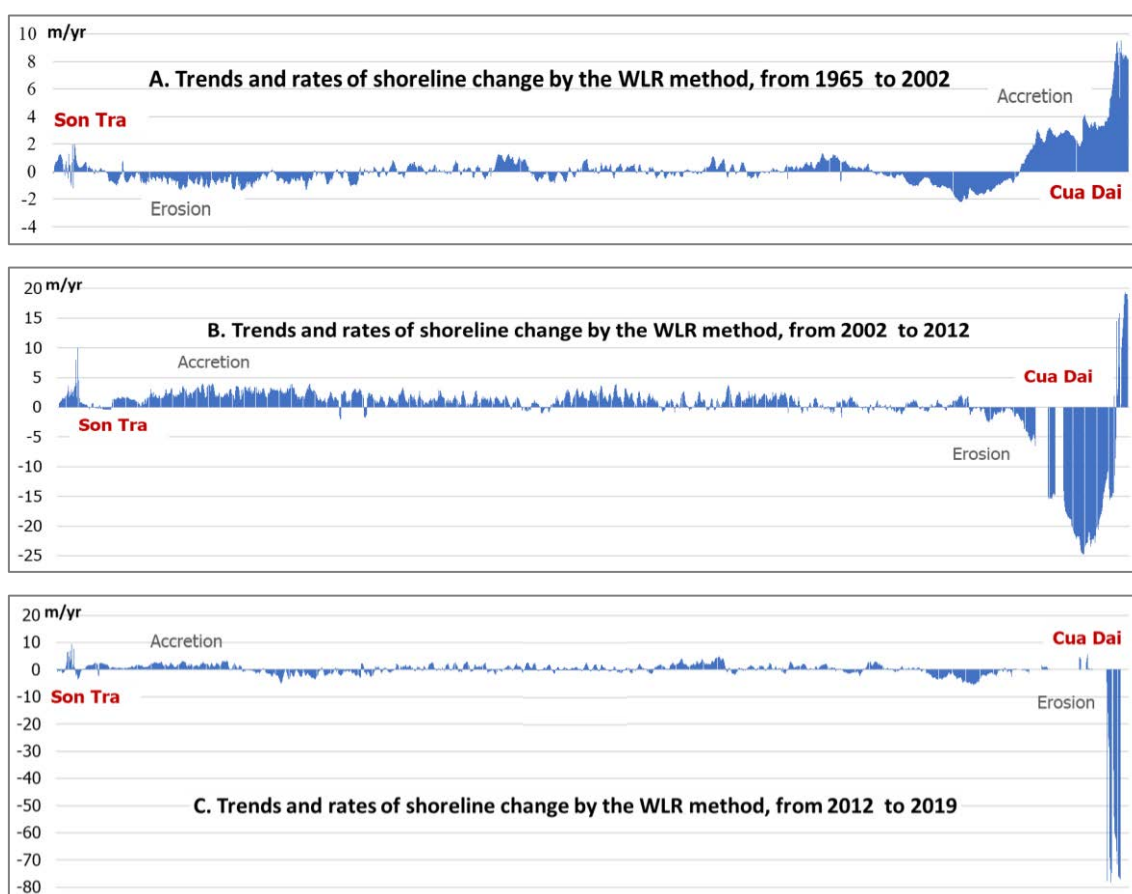 m/yr
10
8
6
4
2
0
-2
-4
A. Trends and rates of shoreline change by the WLR method, from 1965 to 2002
Accretion
Son Tra
Erosion
Cua Dai
m/yr
20
15
10
5
0
-5
-10
-15
-20
-25
B. Trends and rates of shoreline change by the WLR method, from 2002 to 2012
Accretion
Cua Dai
Son Tra
Erosion
m/yr
20
10
0
-10
-20
-30
-40
-50
-60
-70
-80
Accretion
Cua Dai
Son Tra
Erosion
C. Trends and rates of shoreline change by the WLR method, from 2012 to 2019